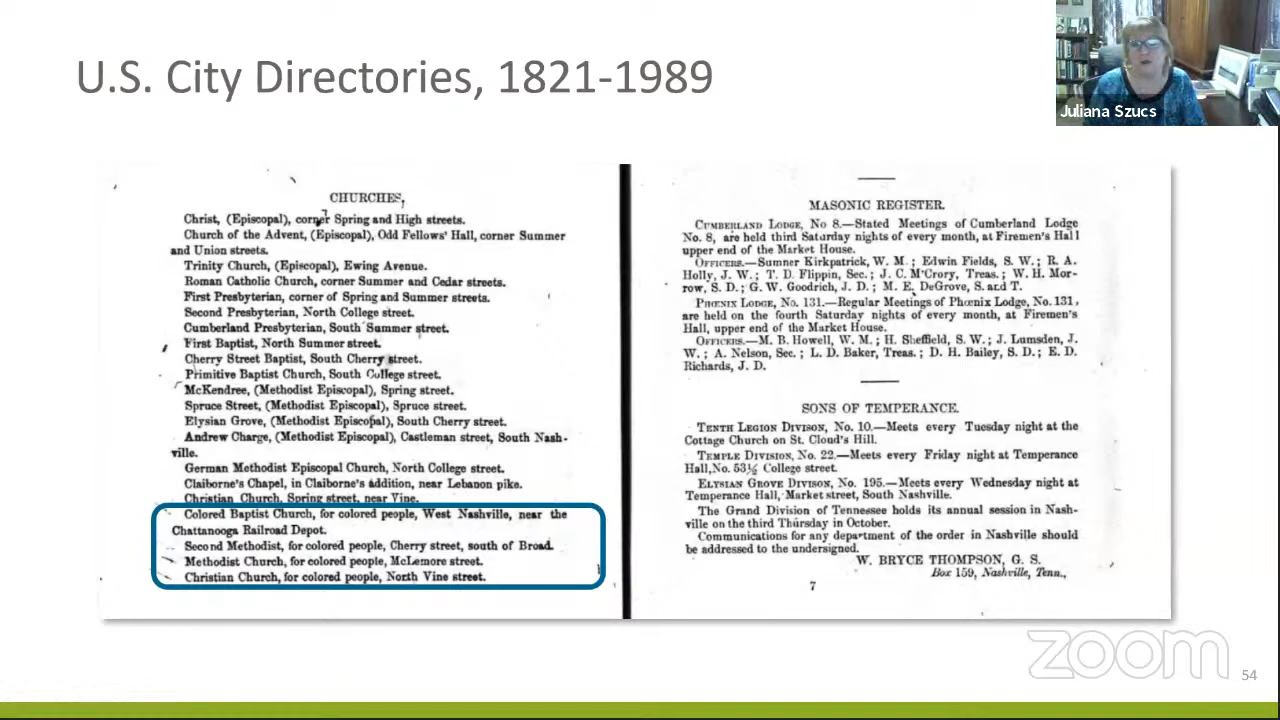 U.S. City Directories, 1821-1989
Juliana Szucs
CHURCHES,
Christ, (Episcopal), corner Spring and High streets.
Church of the Advent, (Episcopal), Odd Fellows' Hall, corner Summer
and Union streets.
Trinity Church, (Episcopal), Ewing Avenue.
Roman Catholic Church, corner Summer and Cedar streets.
First Presbyterian, corner of Spring and Summer streets.
Second Presbyterian, North College street.
Cumberland Presbyterian, South Summer street.
First Baptist, North Summer street.
Cherry Street Baptist, South Cherry street.
Primitive Baptist Church, South College street.
McKendree, (Methodist Episcopal), Spring street.
Spruce Street, (Methodist Episcopal), Spruce street.
Elysian Grove, (Methodist Episcopal), South Cherry street.
Andrew Charge, (Methodist Episcopal), Castleman street, South Nash-
ville.
German Methodist Episcopal Church, North College street.
Claiborne's Chapel, in Claiborne's addition, near Lebanon pike.
Christian Church, Spring street, near Vine.
Colored Baptist Church, for colored people, West Nashville, near the
Chattanooga Railroad Depot.
Second Methodist, for colored people, Cherry street, south of Broad.
Methodist Church, for colored people, McLemore street.
Christian Church, for colored people, North Vine street.
MASONIC REGISTER.
CUMBERLAND LODGE, No 8.—Stated Meetings of Cumberland Lodge
No. 8, are held third Saturday nights of every month, at Firemen's Hall
upper end of the Market House.
OFFICERS.—Sumner Kirkpatrick, W. M.; Edwin Fields, S. W.; R. A.
Holly, J. W.; T. D. Flippin, Sec.; J. C. M'Crory, Treas.; W. H. Mor-
row, S. D.; G. W. Goodrich, J. D.; M. E. DeGrove, S. and T.
PHŒNIX LODGE, No. 131.—Regular Meetings of Phœnix Lodge, No. 131,
are held on the fourth Saturday nights of every month, at Firemen's
Hall, upper end of the Market House.
OFFICERS.—M. B. Howell, W. M.; H. Sheffield, S. W.; J. Lumsden, J.
W.; A. Nelson, Sec.; L. D. Baker, Treas.; D. H. Bailey, S. D.; E. D.
Richards, J. D.
SONS OF TEMPERANCE.
TENTH LEGION DIVISON, No. 10.—Meets every Tuesday night at the
Cottage Church on St. Cloud's Hill.
TEMPLE DIVISION, No. 22.—Meets every Friday night at Temperance
Hall, No. 53½ College street.
ELYSIAN GROVE DIVISON, No. 195.—Meets every Wednesday night at
Temperance Hall, Market street, South Nashville.
The Grand Division of Tennessee holds its annual session in Nash-
ville on the third Thursday in October.
Communications for any department of the order in Nashville should
be addressed to the undersigned.
W. BRYCE THOMPSON, G. S.
Box 159, Nashville, Tenn.,
7
zoom
54